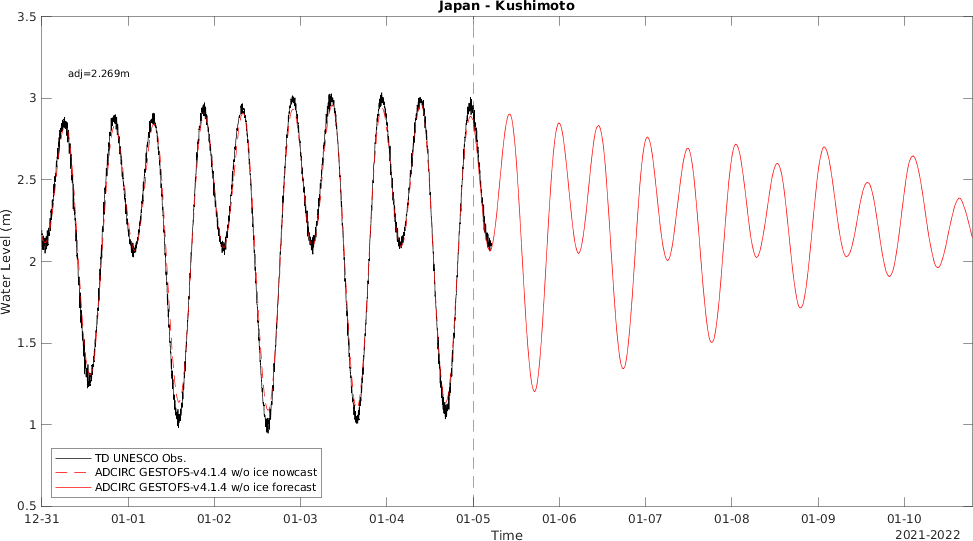 Japan - Kushimoto
3.5
adj=2.269m
3
2.5
2
1.5
1
0.5
Water Level (m)
TD UNESCO Obs.
ADCIRC GESTOFS-v4.1.4 w/o ice nowcast
ADCIRC GESTOFS-v4.1.4 w/o ice forecast
12-31 01-01 01-02 01-03 01-04 01-05 01-06 01-07 01-08 01-09 01-10
Time
2021-2022